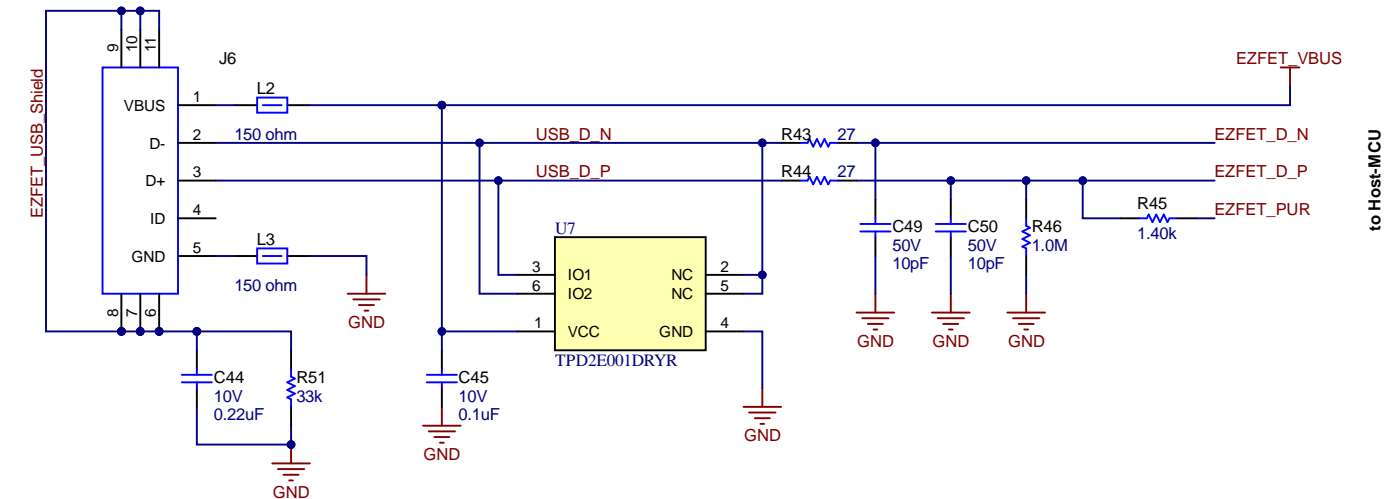 J6
EZFET_USB_Shield
9
10
11
VBUS
1
D-
2
D+
3
ID
4
GND
5
8
7
6
L2
150 ohm
L3
150 ohm
GND
C44
10V
0.22uF
R51
33k
GND
C45
10V
0.1uF
GND
USB_D_N
USB_D_P
U7
3
IO1
6
IO2
1
VCC
NC
2
NC
5
GND
4
TPD2E001DRYR
GND
R43
27
R44
27
C49
50V
10pF
GND
C50
50V
10pF
GND
R46
1.0M
GND
R45
1.40k
EZFET_VBUS
EZFET_D_N
EZFET_D_P
EZFET_PUR
to Host-MCU